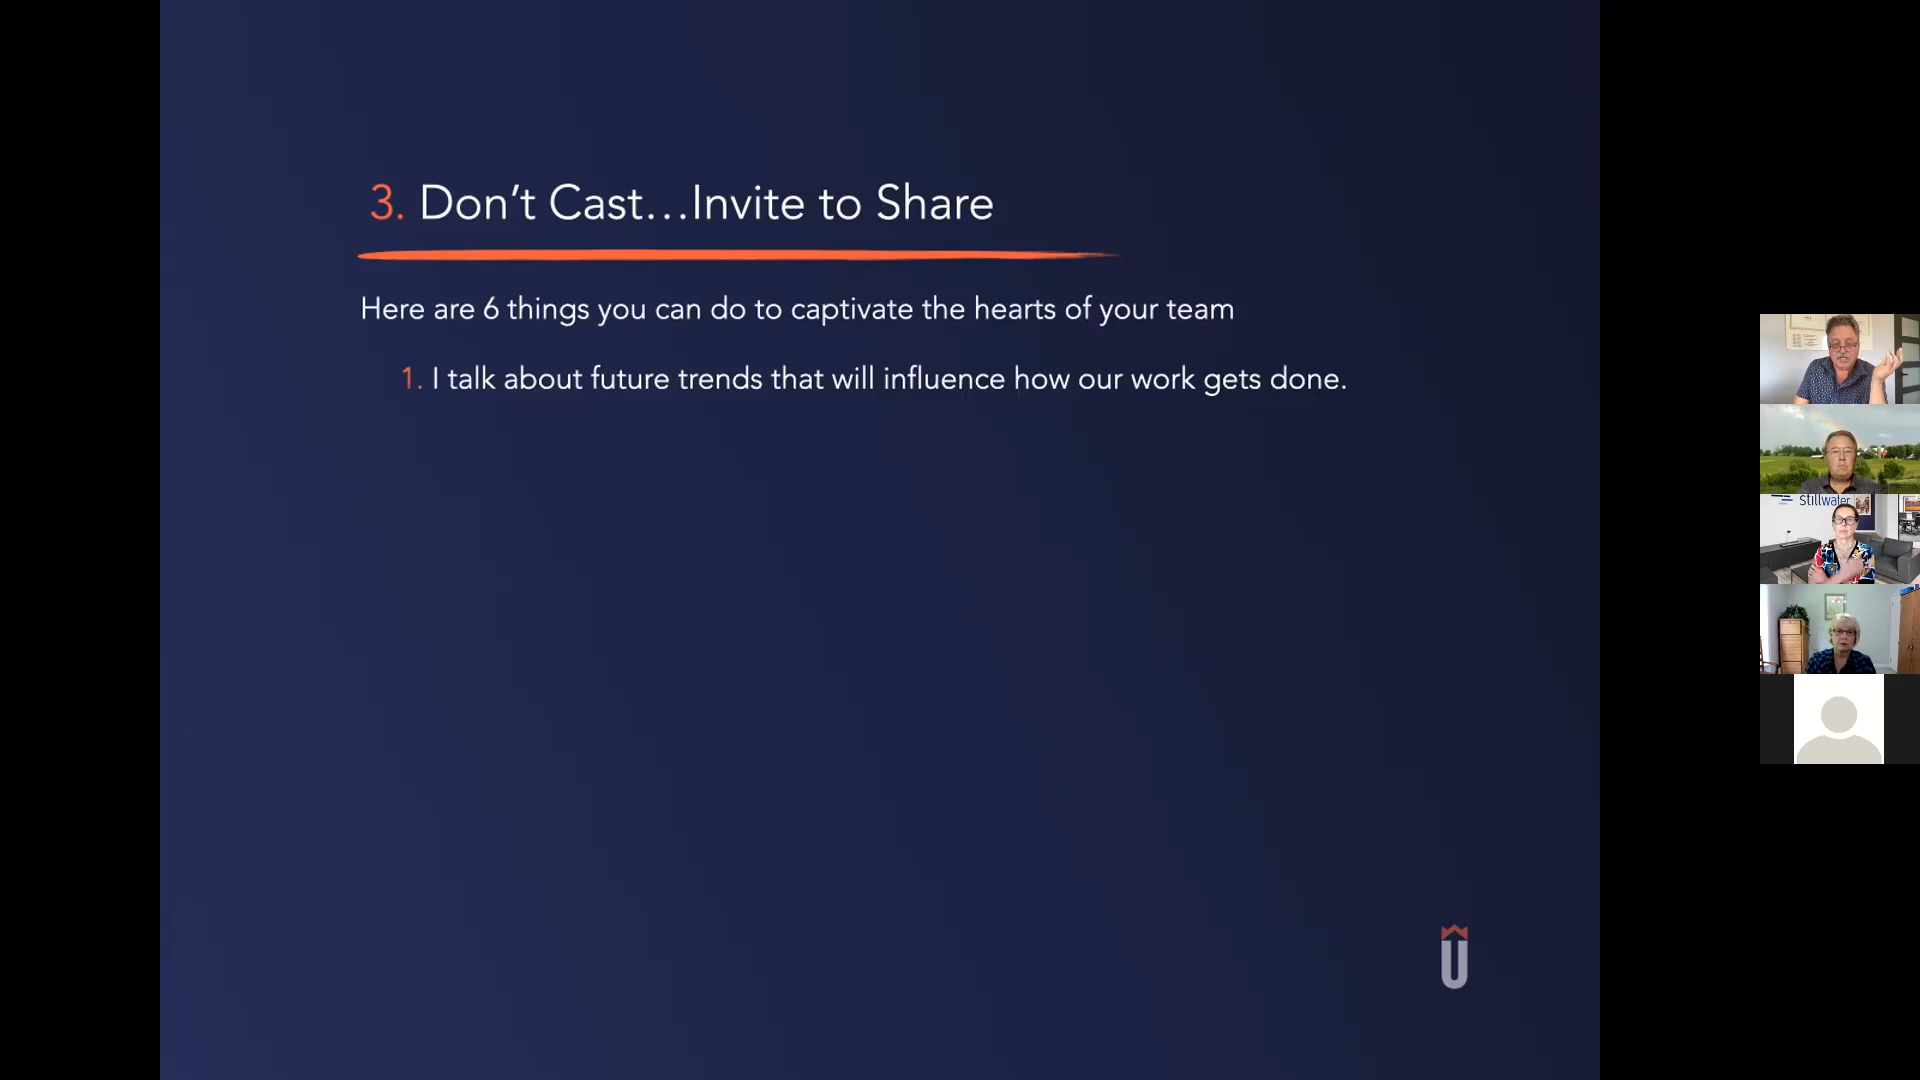 3. Don't Cast...Invite to Share
Here are 6 things you can do to captivate the hearts of your team
1. I talk about future trends that will influence how our work gets done.
stillwater
U